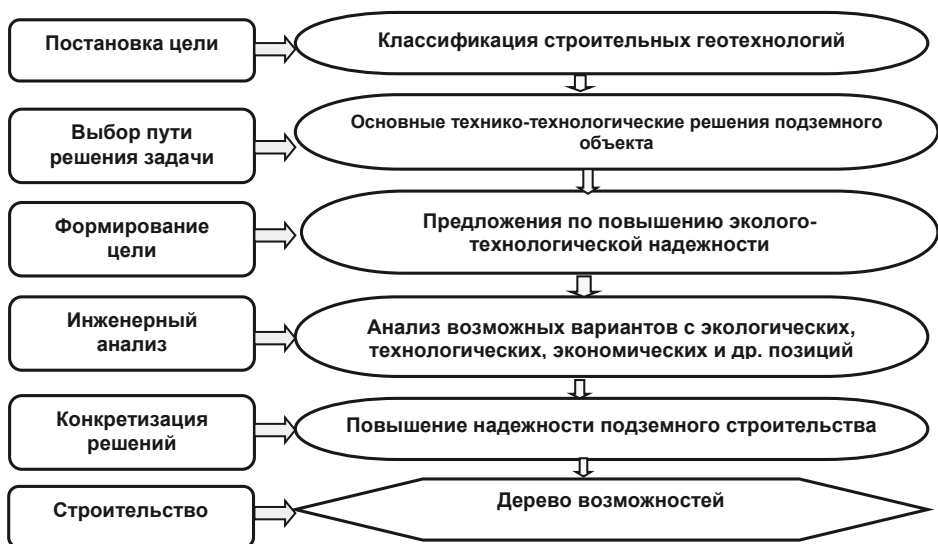 Постановка цели
Классификация строительных геотехнологий
Выбор пути
решения задачи
Основные технико-технологические решения подземного
объекта
Формирование
цели
Предложения по повышению эколого-
технологической надежности
Инженерный
анализ
Анализ возможных вариантов с экологических,
технологических, экономических и др. позиций
Конкретизация
решений
Повышение надежности подземного строительства
Строительство
Дерево возможностей